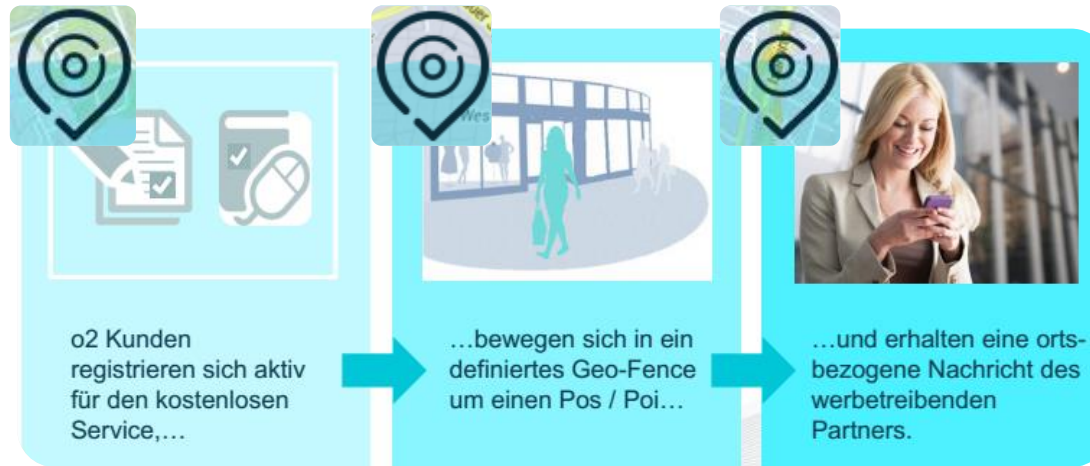 Wes
o2 Kunden
registrieren sich aktiv
für den kostenlosen
Service,…
…bewegen sich in ein
definiertes Geo-Fence
um einen Pos / Poi…
…und erhalten eine orts-
bezogene Nachricht des
werbetreibenden
Partners.